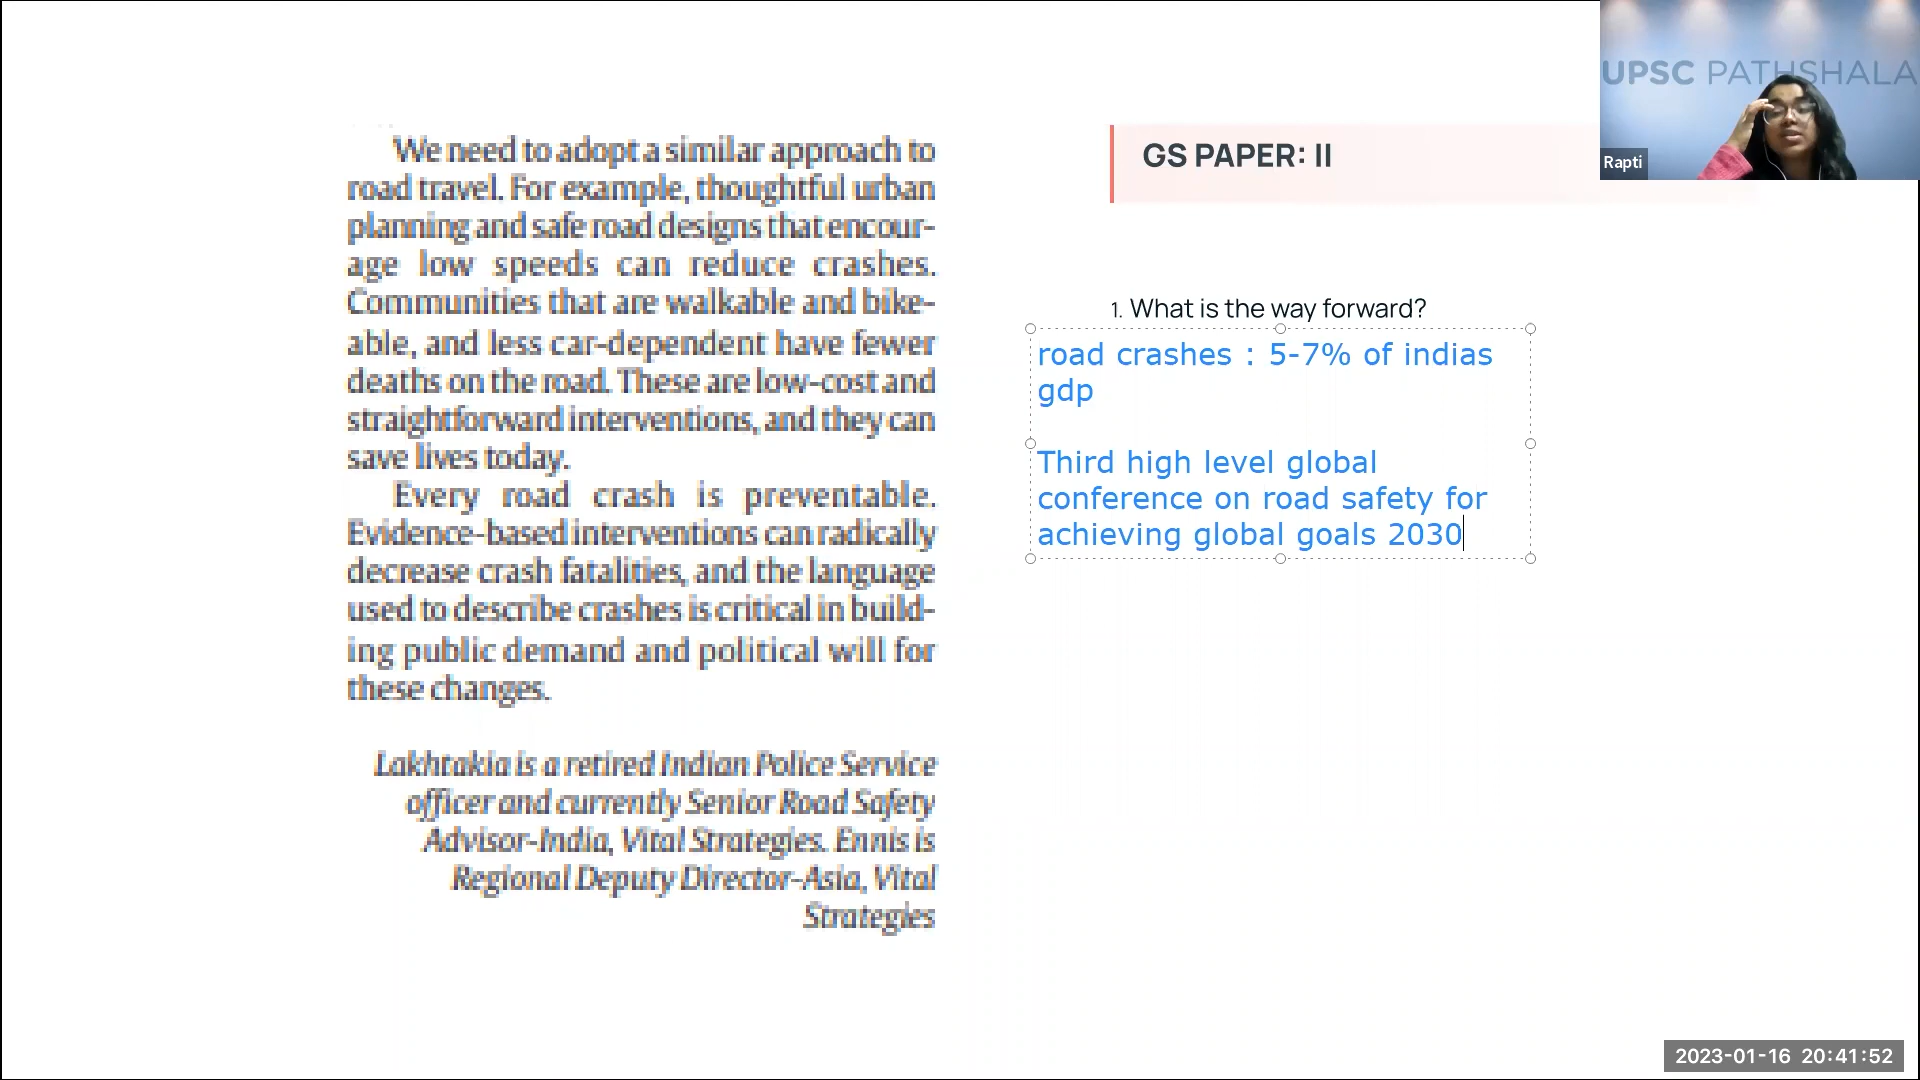 We need to adopt a similar approach to
road travel. For example, thoughtful urban
planning and safe road designs that encour-
age low speeds can reduce crashes.
Communities that are walkable and bike-
able, and less car-dependent have fewer
deaths on the road. These are low-cost and
straightforward interventions, and they can
save lives today.
Every road crash is preventable.
Evidence-based interventions can radically
decrease crash fatalities, and the language
used to describe crashes is critical in build-
ing public demand and political will for
these changes.
Lakhtakia is a retired Indian Police Service
officer and currently Senior Road Safety
Advisor-India, Vital Strategies. Ennis is
Regional Deputy Director-Asia, Vital
Strategies
GS PAPER: II
1. What is the way forward?
road crashes : 5-7% of indias
gdp
Third high level global
conference on road safety for
achieving global goals 2030
UPSC PATHSHALA
Rapti
2023-01-16 20:41:52